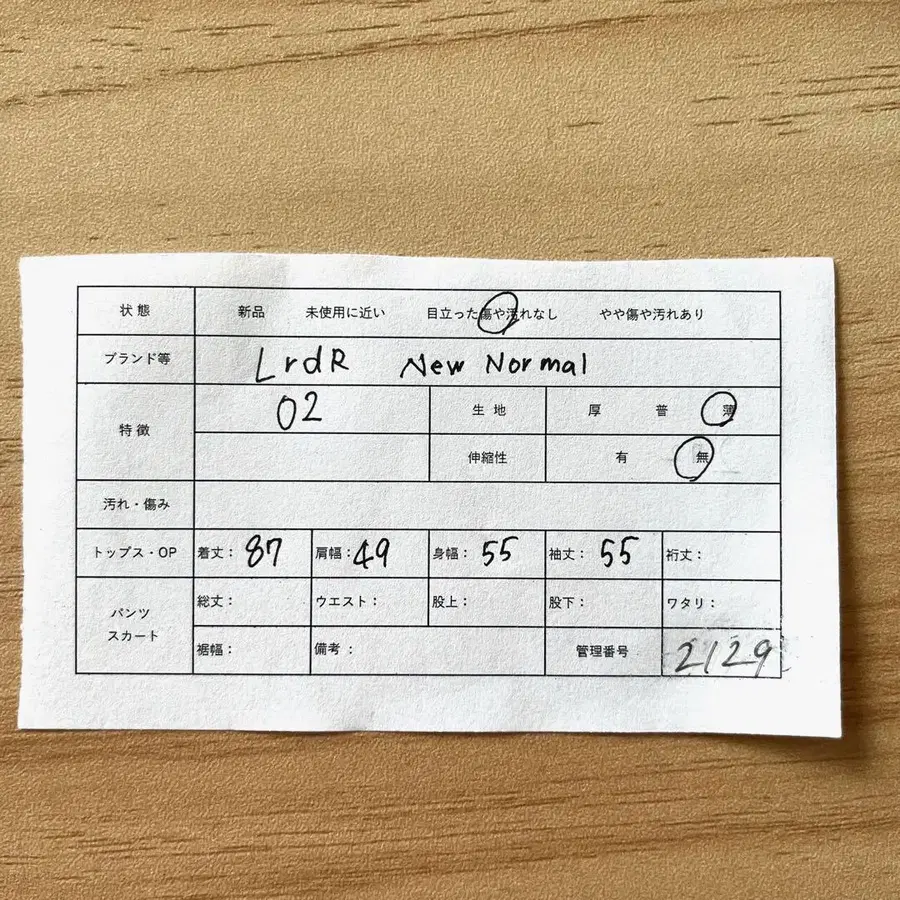 状態 新品 未使用に近い 目立った傷や汚れなし やや傷や汚れあり
ブランド等 LrdR New Normal
特徴 02 生地 厚 普 薄
伸縮性 有 無
汚れ・傷み
トップス・OP 着丈: 87 肩幅: 49 身幅: 55 袖丈: 55 裄丈:
パンツ スカート 総丈: ウエスト: 股上: 股下: ワタリ:
裾幅: 備考: 管理番号 2129